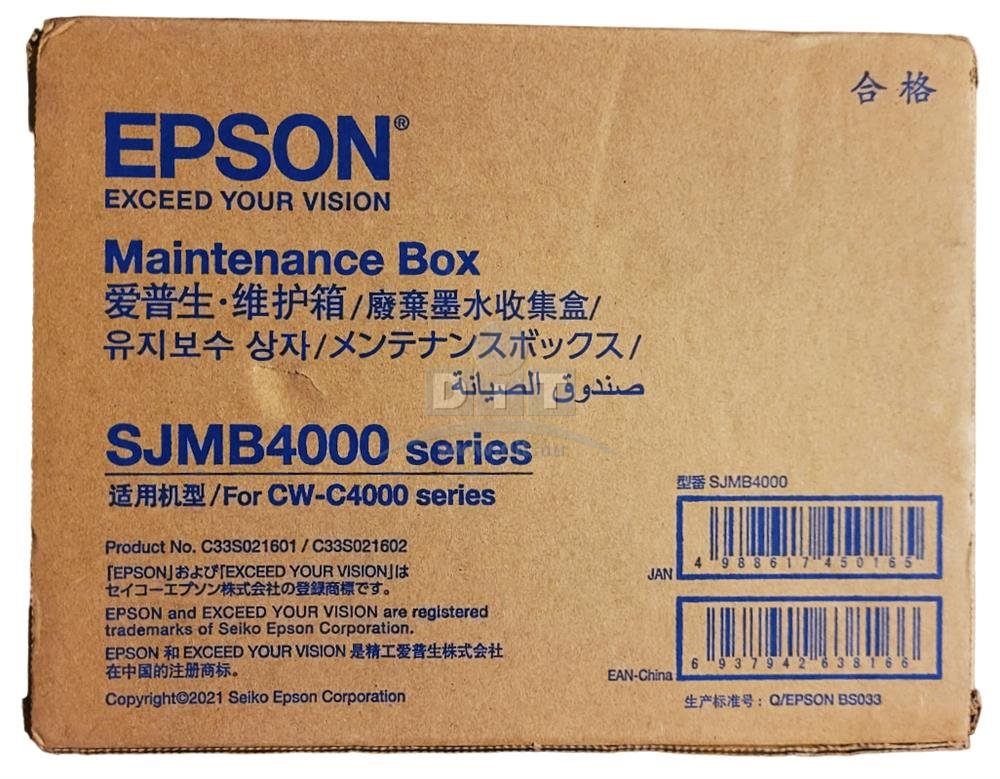 合格
EPSON®
EXCEED YOUR VISION
Maintenance Box
爱普生·维护箱/廢棄墨水收集盒/
유지보수 상자/メンテナンスボックス/
صندوق الصيانة
DTT
SJMB4000 series
适用机型/For CW-C4000 series
型番 SJMB4000
4 988617 450165
JAN
Product No. C33S021601 / C33S021602
「EPSON」および「EXCEED YOUR VISION」は
セイコーエプソン株式会社の登録商標です。
EPSON and EXCEED YOUR VISION are registered
trademarks of Seiko Epson Corporation.
EPSON 和 EXCEED YOUR VISION 是精工爱普生株式会社
在中国的注册商标。
Copyright©2021 Seiko Epson Corporation
6 937942 638166
EAN-China
生产标准号：Q/EPSON BS033